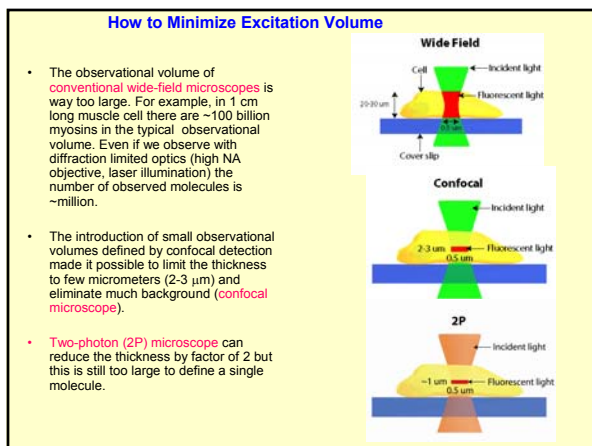 How to Minimize Excitation Volume
• The observational volume of
conventional wide-field microscopes is
way too large. For example, in 1 cm
long muscle cell there are ~100 billion
myosins in the typical observational
volume. Even if we observe with
diffraction limited optics (high NA
objective, laser illumination) the
number of observed molecules is
~million.
• The introduction of small observational
volumes defined by confocal detection
made it possible to limit the thickness
to few micrometers (2-3 μm) and
eliminate much background (confocal
microscope).
• Two-photon (2P) microscope can
reduce the thickness by factor of 2 but
this is still too large to define a single
molecule.
Wide Field
Cell
Incident light
Fluorescent light
20-30 um
0.5 um
Cover slip
Confocal
Incident light
2-3 um
Fluorescent light
0.5 um
2P
Incident light
~1 um
Fluorescent light
0.5 um